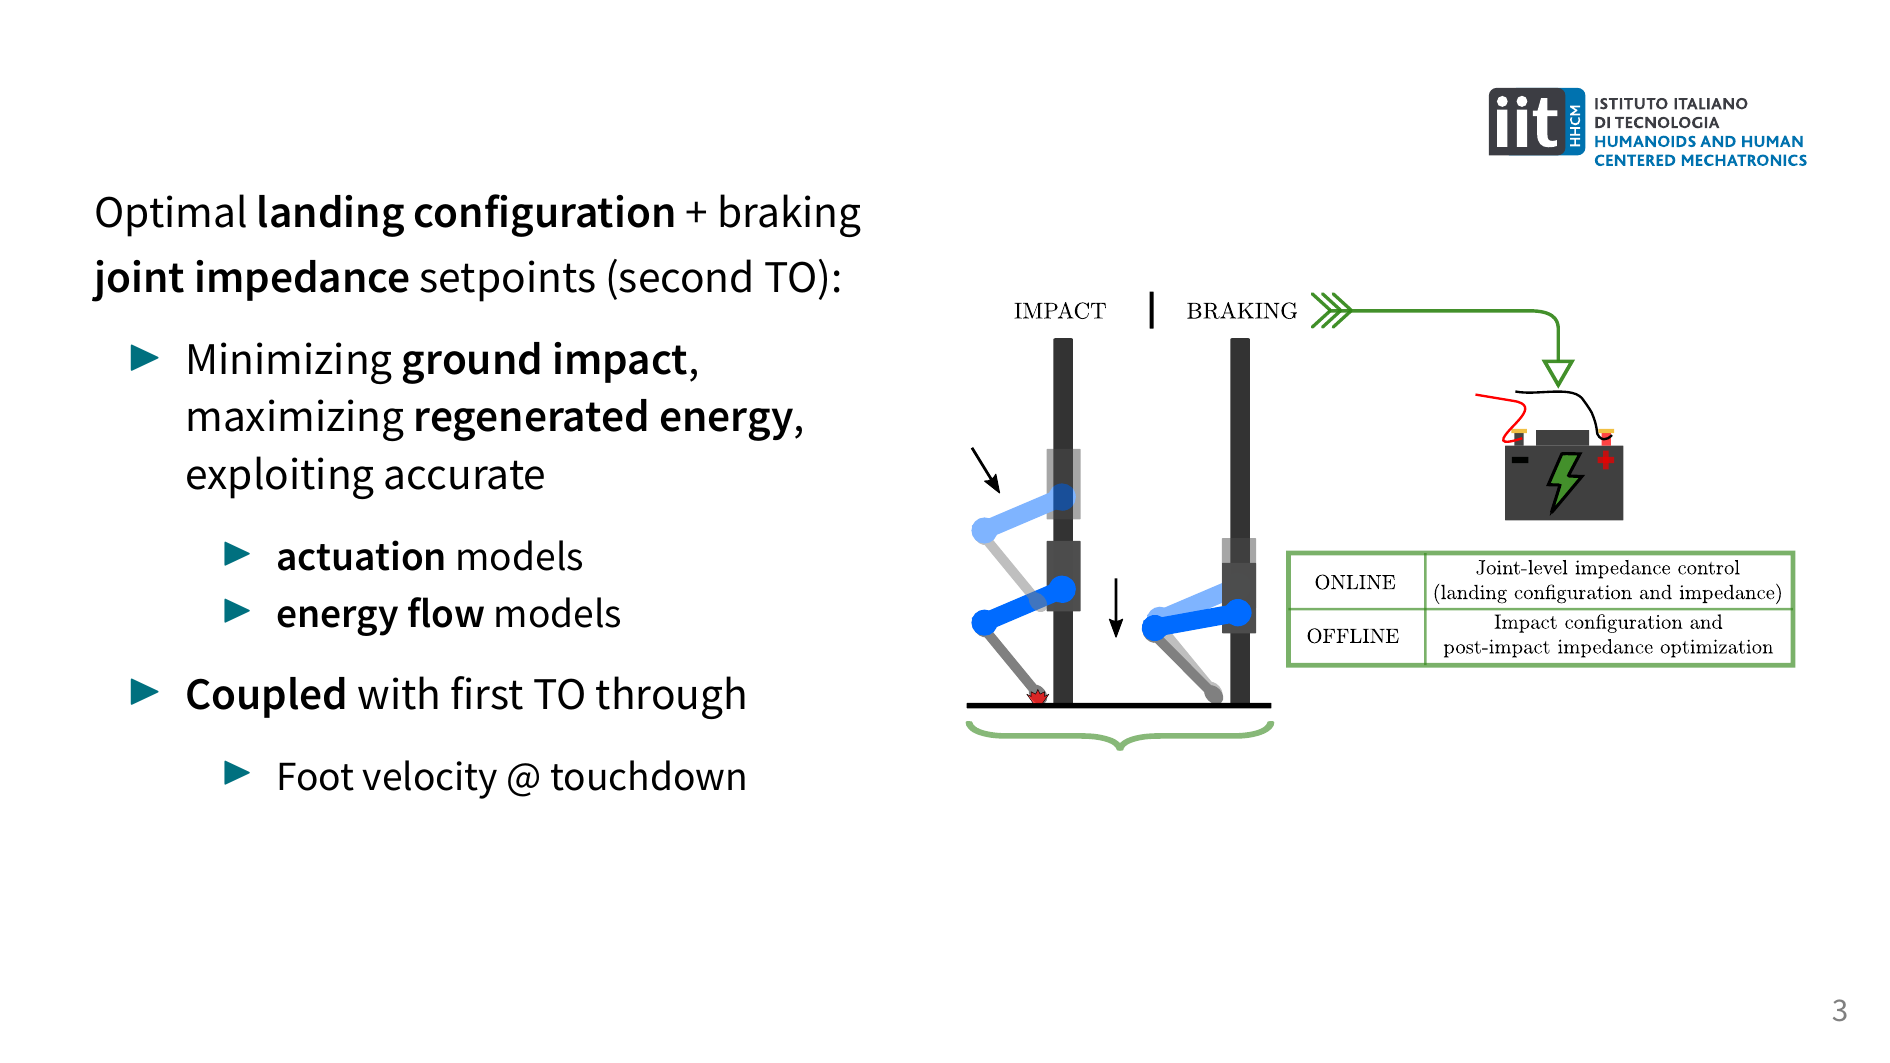 iit
HHCM
ISTITUTO ITALIANO
DI TECNOLOGIA
HUMANOIDS AND HUMAN
CENTERED MECHATRONICS
Optimal landing configuration + braking
joint impedance setpoints (second TO):
▶ Minimizing ground impact,
maximizing regenerated energy,
exploiting accurate
▶ actuation models
▶ energy flow models
▶ Coupled with first TO through
▶ Foot velocity @ touchdown
IMPACT | BRAKING
− +
ONLINE
Joint-level impedance control
(landing configuration and impedance)
OFFLINE
Impact configuration and
post-impact impedance optimization
3